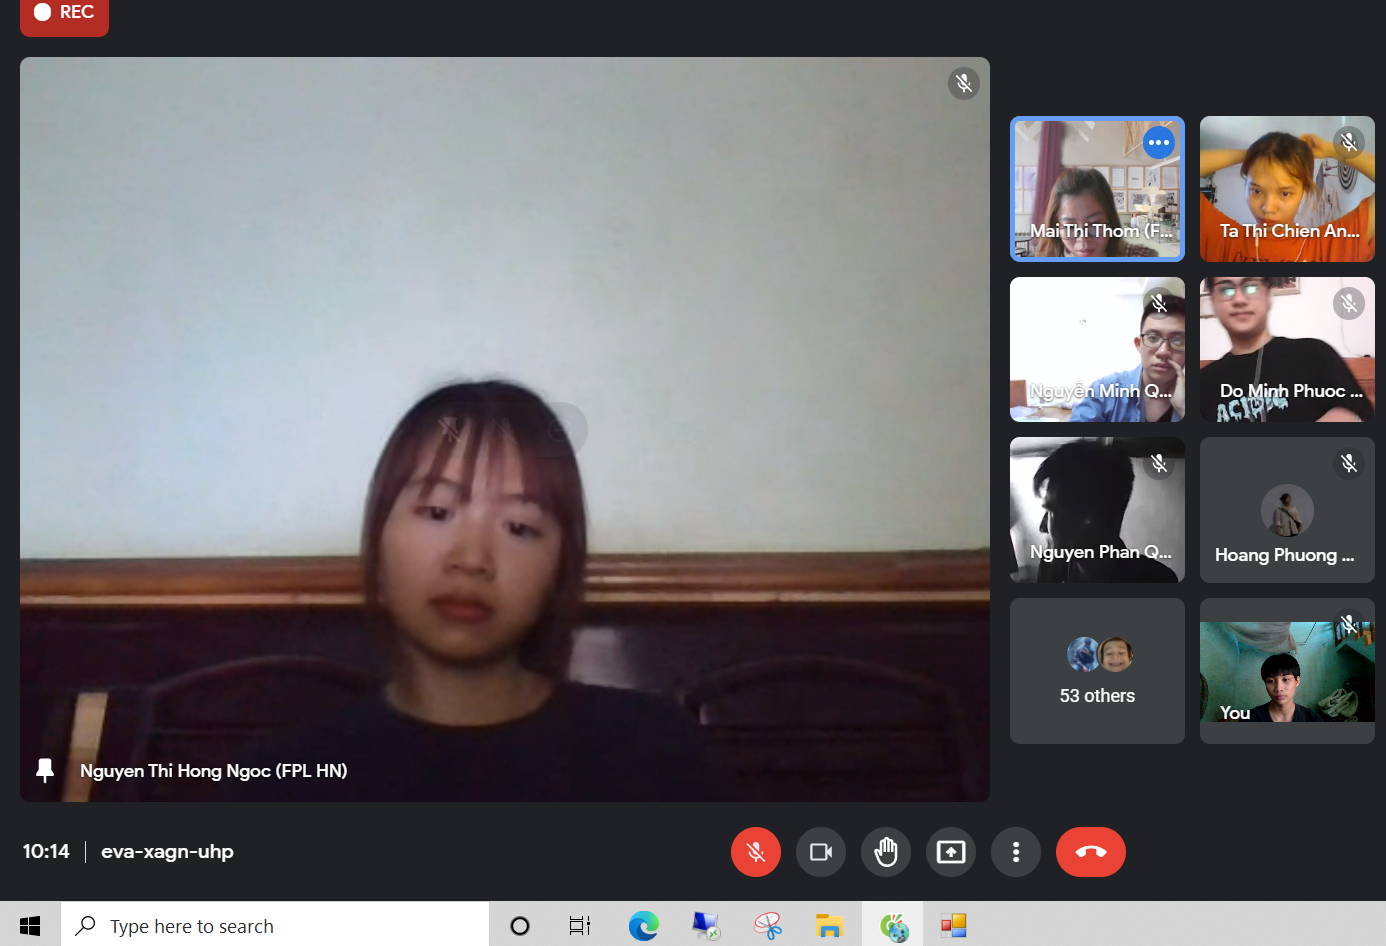 REC
Mai Thi Thom (F...
Ta Thi Chien An...
Nguyễn Minh Q...
Do Minh Phuoc ...
Nguyen Phan Q...
Hoang Phuong ...
53 others
You
Nguyen Thi Hong Ngoc (FPL HN)
10:14
eva-xagn-uhp
Type here to search